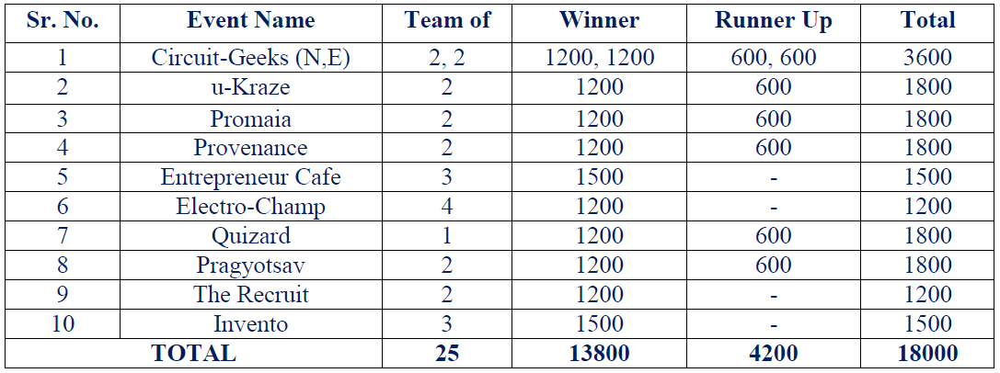 Sr. No. Event Name Team of Winner Runner Up Total
1 Circuit-Geeks (N,E) 2, 2 1200, 1200 600, 600 3600
2 u-Kraze 2 1200 600 1800
3 Promaia 2 1200 600 1800
4 Provenance 2 1200 600 1800
5 Entrepreneur Cafe 3 1500 - 1500
6 Electro-Champ 4 1200 - 1200
7 Quizard 1 1200 600 1800
8 Pragyotsav 2 1200 600 1800
9 The Recruit 2 1200 - 1200
10 Invento 3 1500 - 1500
TOTAL 25 13800 4200 18000